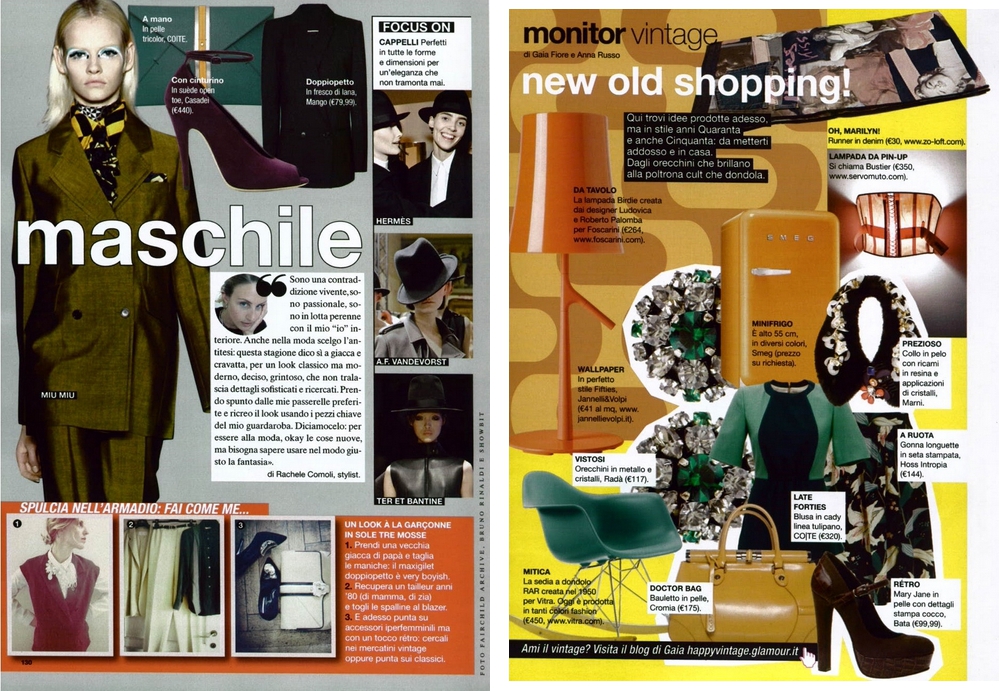 A mano
In pelle
tricolor, CO|TE.
Con cinturino
In suède open
toe, Casadei
(€440).
Doppiopetto
In fresco di lana,
Mango (€79,99).
FOCUS ON
CAPPELLI Perfetti
in tutte le forme
e dimensioni per
un'eleganza che
non tramonta mai.
HERMÈS
maschile
A.F. VANDEVORST
MIU MIU
Sono una contrad-
dizione vivente, so-
no passionale, so-
no in lotta perenne
con il mio "io" in-
teriore. Anche nella moda scelgo l'an-
titesi: questa stagione dico sì a giacca e
cravatta, per un look classico ma mo-
derno, deciso, grintoso, che non trala-
scia dettagli sofisticati e ricercati. Pren-
do spunto dalle mie passerelle preferi-
te e ricreo il look usando i pezzi chiave
del mio guardaroba. Diciamocelo: per
essere alla moda, okay le cose nuove,
ma bisogna sapere usare nel modo giu-
sto la fantasia».
di Rachele Comoli, stylist.
TER ET BANTINE
FOTO FAIRCHILD ARCHIVE, BRUNO RINALDI E SHOWBIT
SPULCIA NELL'ARMADIO: FAI COME ME...
1
2
3
UN LOOK À LA GARÇONNE
IN SOLE TRE MOSSE
1. Prendi una vecchia
giacca di papà e taglia
le maniche: il maxigilet
doppiopetto è very boyish.
2. Recupera un tailleur anni
'80 (di mamma, di zia)
e togli le spalline al blazer.
3. E adesso punta su
accessori iperfemminili ma
con un tocco rétro: cercali
nei mercatini vintage
oppure punta sui classici.
130
monitor vintage
di Gaia Fiore e Anna Russo
new old shopping!
Qui trovi idee prodotte adesso,
ma in stile anni Quaranta
e anche Cinquanta: da metterti
addosso e in casa.
Dagli orecchini che brillano
alla poltrona cult che dondola.
OH, MARILYN!
Runner in denim (€30, www.zo-loft.com).
LAMPADA DA PIN-UP
Si chiama Bustier (€350,
www.servomuto.com).
DA TAVOLO
La lampada Birdie creata
dai designer Ludovica
e Roberto Palomba
per Foscarini (€264,
www.foscarini.com).
SMEG
MINIFRIGO
È alto 55 cm,
in diversi colori,
Smeg (prezzo
su richiesta).
PREZIOSO
Collo in pelo
con ricami
in resina e
applicazioni
di cristalli,
Marni.
WALLPAPER
In perfetto
stile Fifties,
Jannelli&Volpi
(€41 al mq, www.
jannellievolpi.it).
A RUOTA
Gonna longuette
in seta stampata,
Hoss Intropia
(€144).
VISTOSI
Orecchini in metallo e
cristalli, Radà (€117).
LATE
FORTIES
Blusa in cady
linea tulipano,
CO|TE (€320).
MITICA
La sedia a dondolo
RAR creata nel 1950
per Vitra. Oggi è prodotta
in tanti colori fashion
(€450, www.vitra.com).
DOCTOR BAG
Bauletto in pelle,
Cromia (€175).
RÉTRO
Mary Jane in
pelle con dettagli
stampa cocco,
Bata (€99,99).
Ami il vintage? Visita il blog di Gaia happyvintage.glamour.it